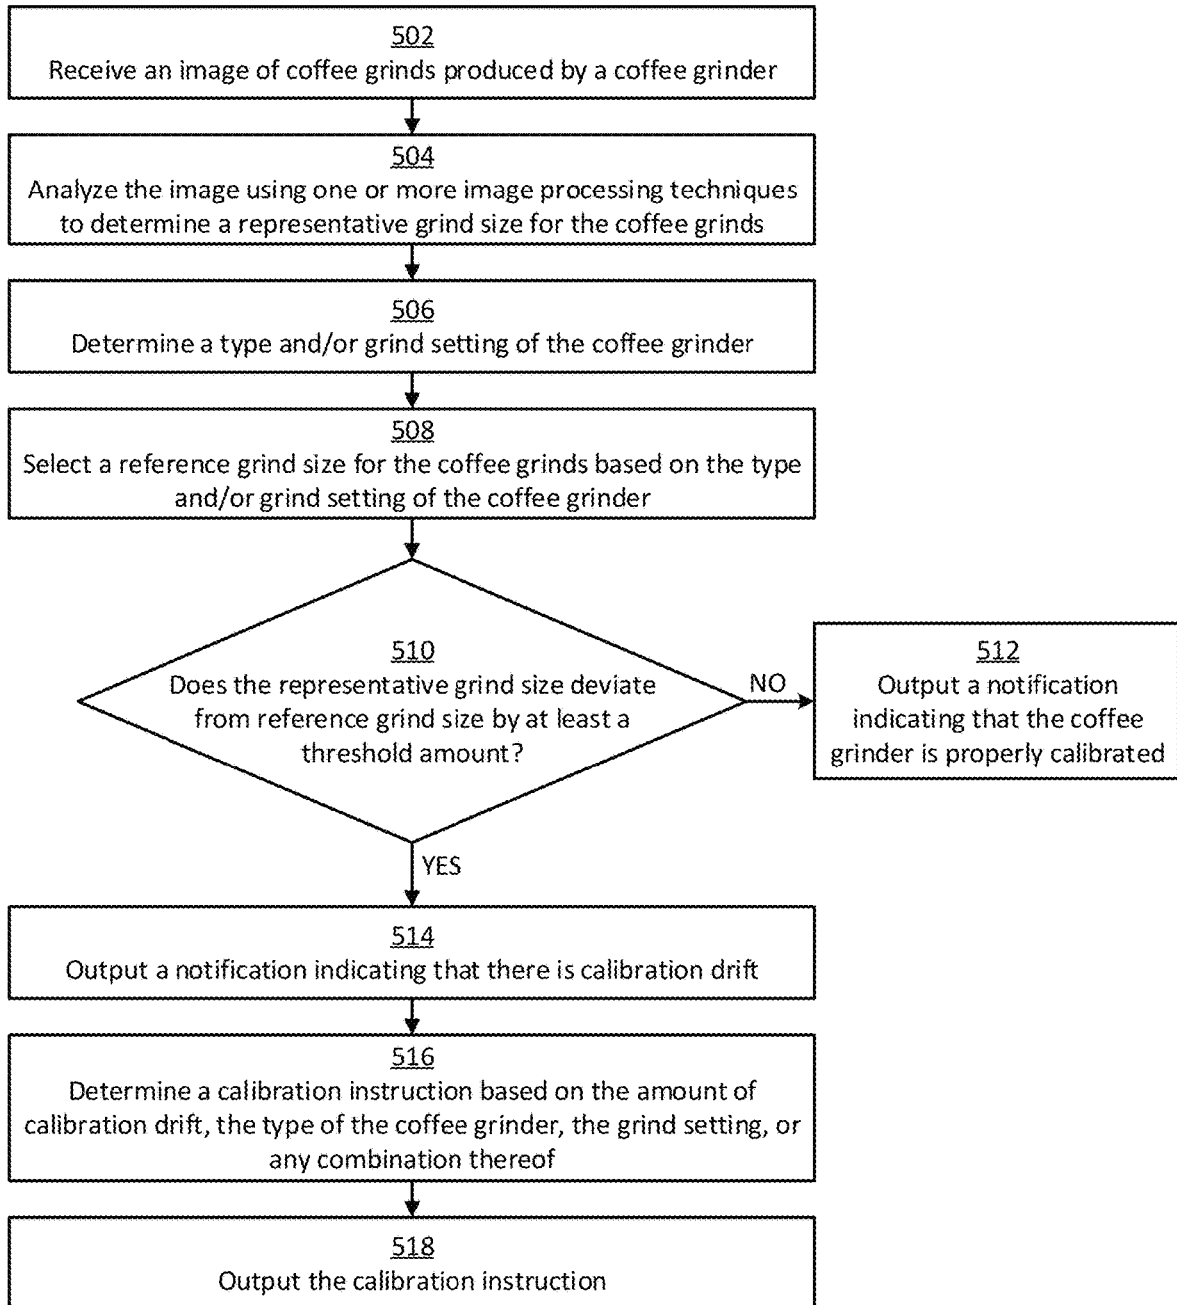 502
Receive an image of coffee grinds produced by a coffee grinder
504
Analyze the image using one or more image processing techniques
to determine a representative grind size for the coffee grinds
506
Determine a type and/or grind setting of the coffee grinder
508
Select a reference grind size for the coffee grinds based on the type
and/or grind setting of the coffee grinder
510
Does the representative grind size deviate
from reference grind size by at least a
threshold amount?
NO
512
Output a notification
indicating that the coffee
grinder is properly calibrated
YES
514
Output a notification indicating that there is calibration drift
516
Determine a calibration instruction based on the amount of
calibration drift, the type of the coffee grinder, the grind setting, or
any combination thereof
518
Output the calibration instruction